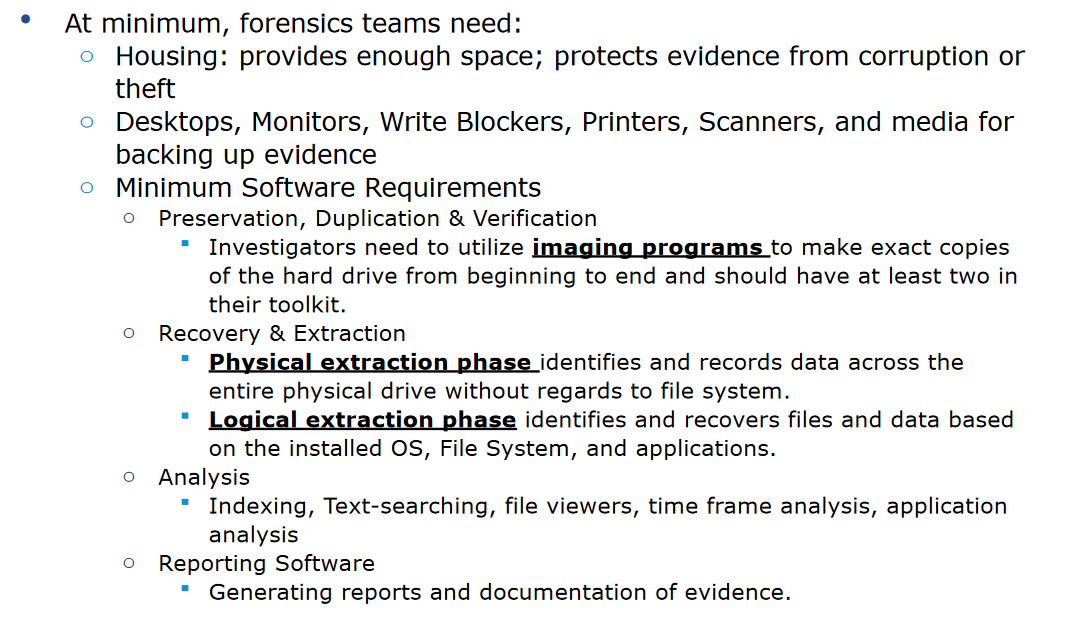 • At minimum, forensics teams need:
○ Housing: provides enough space; protects evidence from corruption or
theft
○ Desktops, Monitors, Write Blockers, Printers, Scanners, and media for
backing up evidence
○ Minimum Software Requirements
○ Preservation, Duplication & Verification
▪ Investigators need to utilize imaging programs to make exact copies
of the hard drive from beginning to end and should have at least two in
their toolkit.
○ Recovery & Extraction
▪ Physical extraction phase identifies and records data across the
entire physical drive without regards to file system.
▪ Logical extraction phase identifies and recovers files and data based
on the installed OS, File System, and applications.
○ Analysis
▪ Indexing, Text-searching, file viewers, time frame analysis, application
analysis
○ Reporting Software
▪ Generating reports and documentation of evidence.